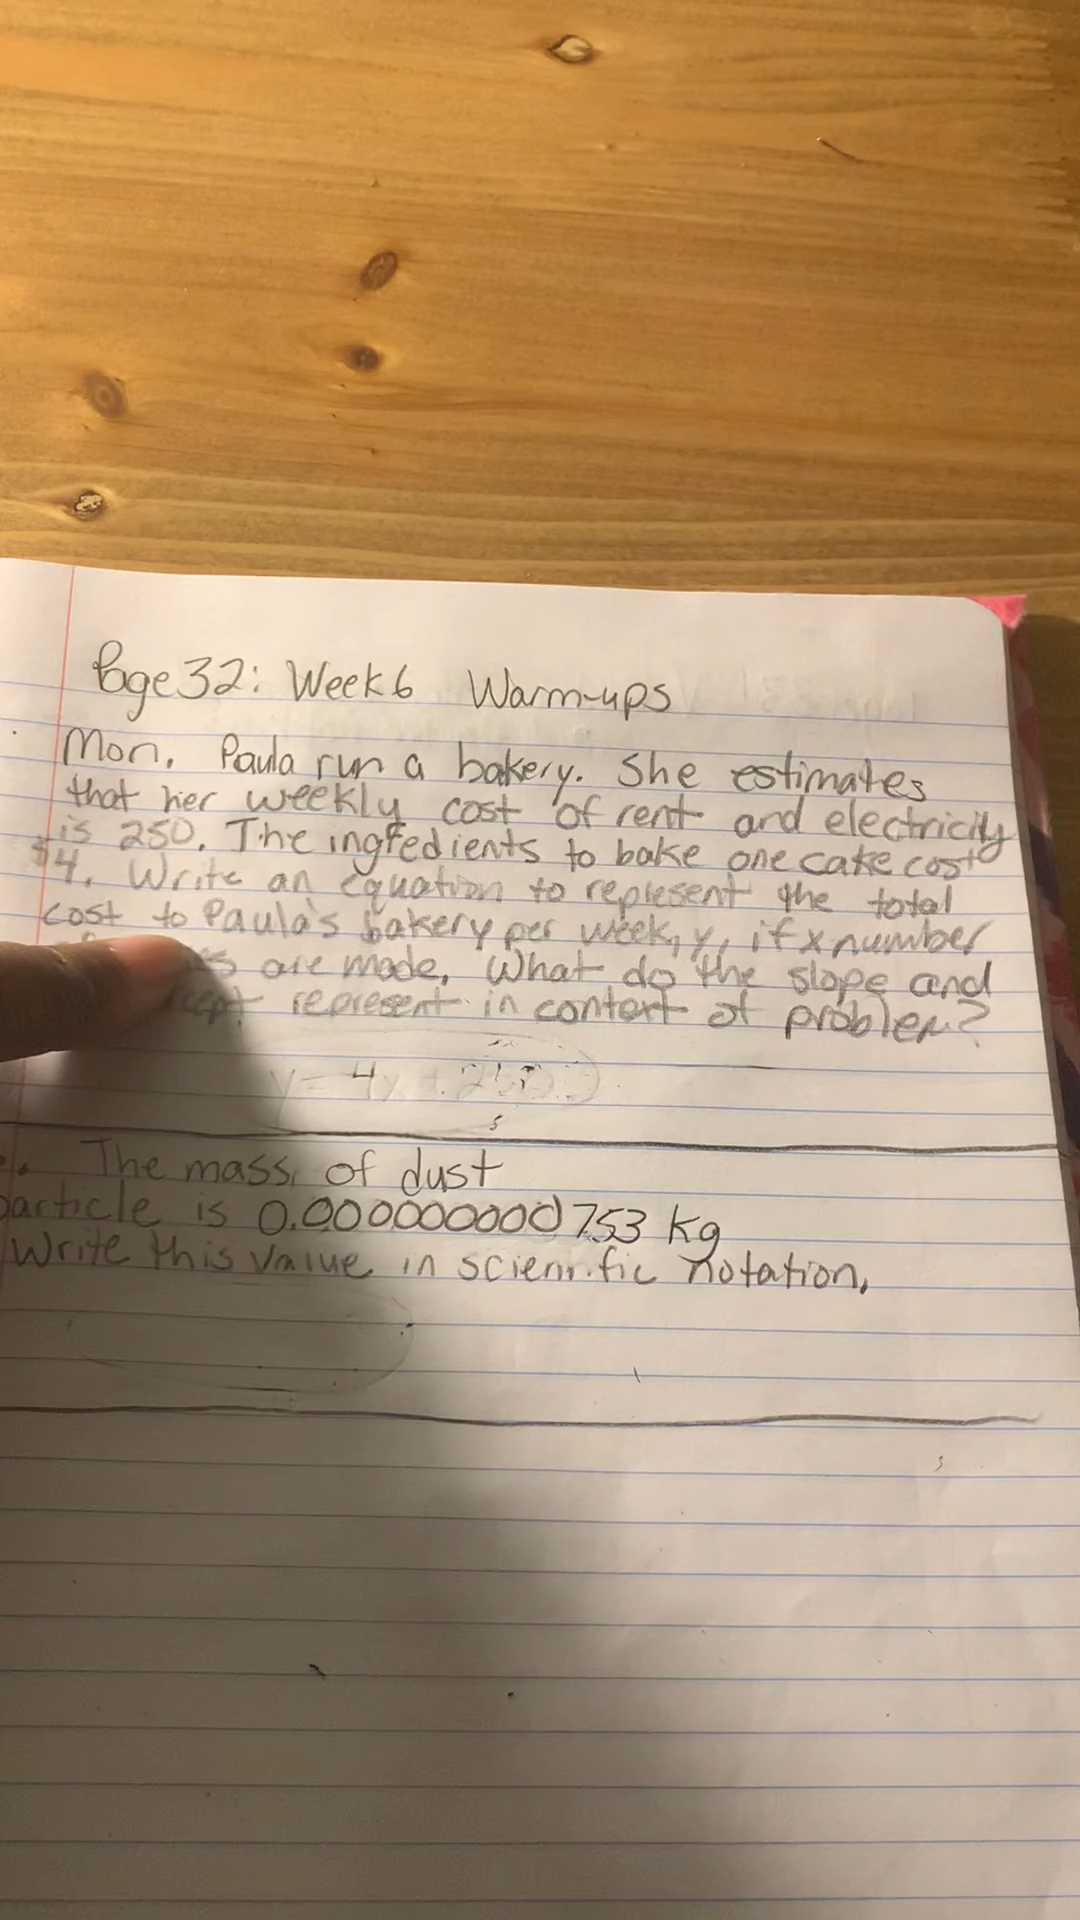 Page 32: Week 6 Warm-ups
Mon. Paula run a bakery. She estimates
that her weekly cost of rent and electricity
is 250. The ingredients to bake one cake cost
$4. Write an equation to represent the total
cost to Paula's bakery per week, y, if x number
are made. What do the slope and
represent in context of problem?
y = 4x + 250
The mass of dust
particle is 0.000000000753 kg
Write this value in scientific notation.